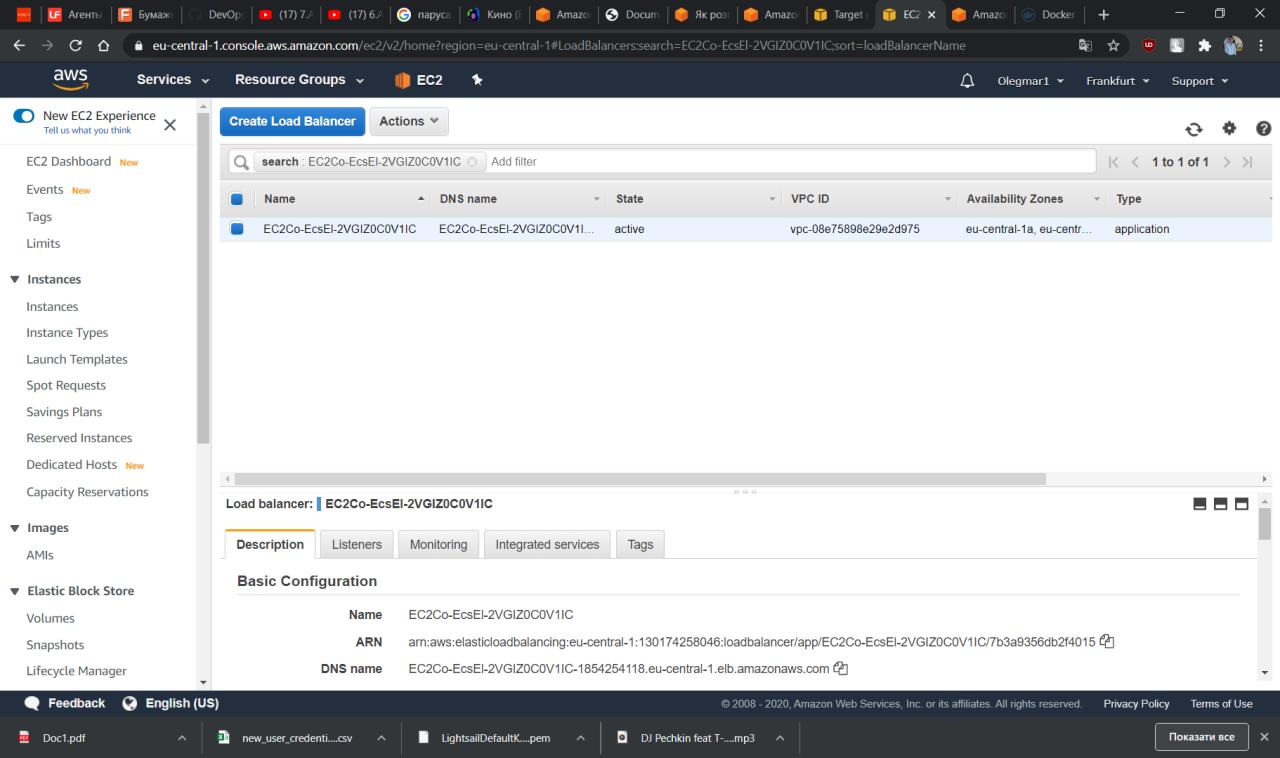 Агенты
Бумаж
DevOp:
(17) 7.
(17) 6.
паруса
Кино (
Amazo
Docum
Як роз
Amazo
Target g
EC2
Amazo
Docker
eu-central-1.console.aws.amazon.com/ec2/v2/home?region=eu-central-1#LoadBalancers:search=EC2Co-EcsEl-2VGIZ0C0V1IC;sort=loadBalancerName
aws Services Resource Groups EC2 Olegmar1 Frankfurt Support
New EC2 Experience
Tell us what you think
Create Load Balancer Actions
search : EC2Co-EcsEl-2VGIZ0C0V1IC Add filter 1 to 1 of 1
Name DNS name State VPC ID Availability Zones Type
EC2Co-EcsEl-2VGIZ0C0V1IC EC2Co-EcsEl-2VGIZ0C0V1I... active vpc-08e75898e29e2d975 eu-central-1a, eu-centr... application
EC2 Dashboard New
Events New
Tags
Limits
Instances
Instances
Instance Types
Launch Templates
Spot Requests
Savings Plans
Reserved Instances
Dedicated Hosts New
Capacity Reservations
Images
AMIs
Elastic Block Store
Volumes
Snapshots
Lifecycle Manager
Load balancer: EC2Co-EcsEl-2VGIZ0C0V1IC
Description Listeners Monitoring Integrated services Tags
Basic Configuration
Name EC2Co-EcsEl-2VGIZ0C0V1IC
ARN arn:aws:elasticloadbalancing:eu-central-1:130174258046:loadbalancer/app/EC2Co-EcsEl-2VGIZ0C0V1IC/7b3a9356db2f4015
DNS name EC2Co-EcsEl-2VGIZ0C0V1IC-1854254118.eu-central-1.elb.amazonaws.com
Feedback English (US) © 2008 - 2020, Amazon Web Services, Inc. or its affiliates. All rights reserved. Privacy Policy Terms of Use
Doc1.pdf new_user_credenti....csv LightsailDefaultK....pem DJ Pechkin feat T-....mp3 Показати все